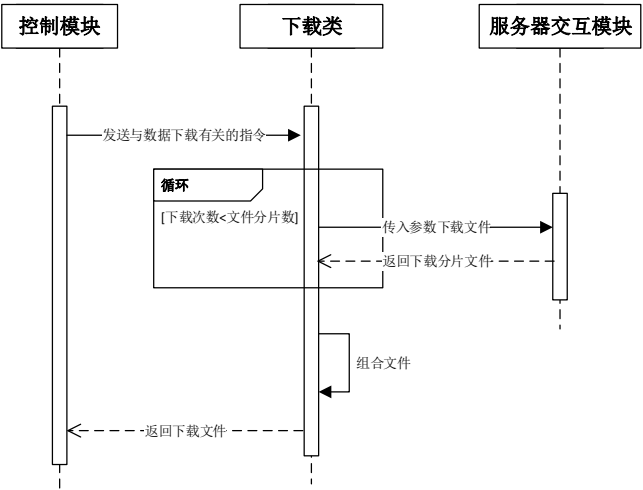 控制模块
下载类
服务器交互模块
发送与数据下载有关的指令
循环
[下载次数<文件分片数]
传入参数下载文件
返回下载分片文件
组合文件
返回下载文件